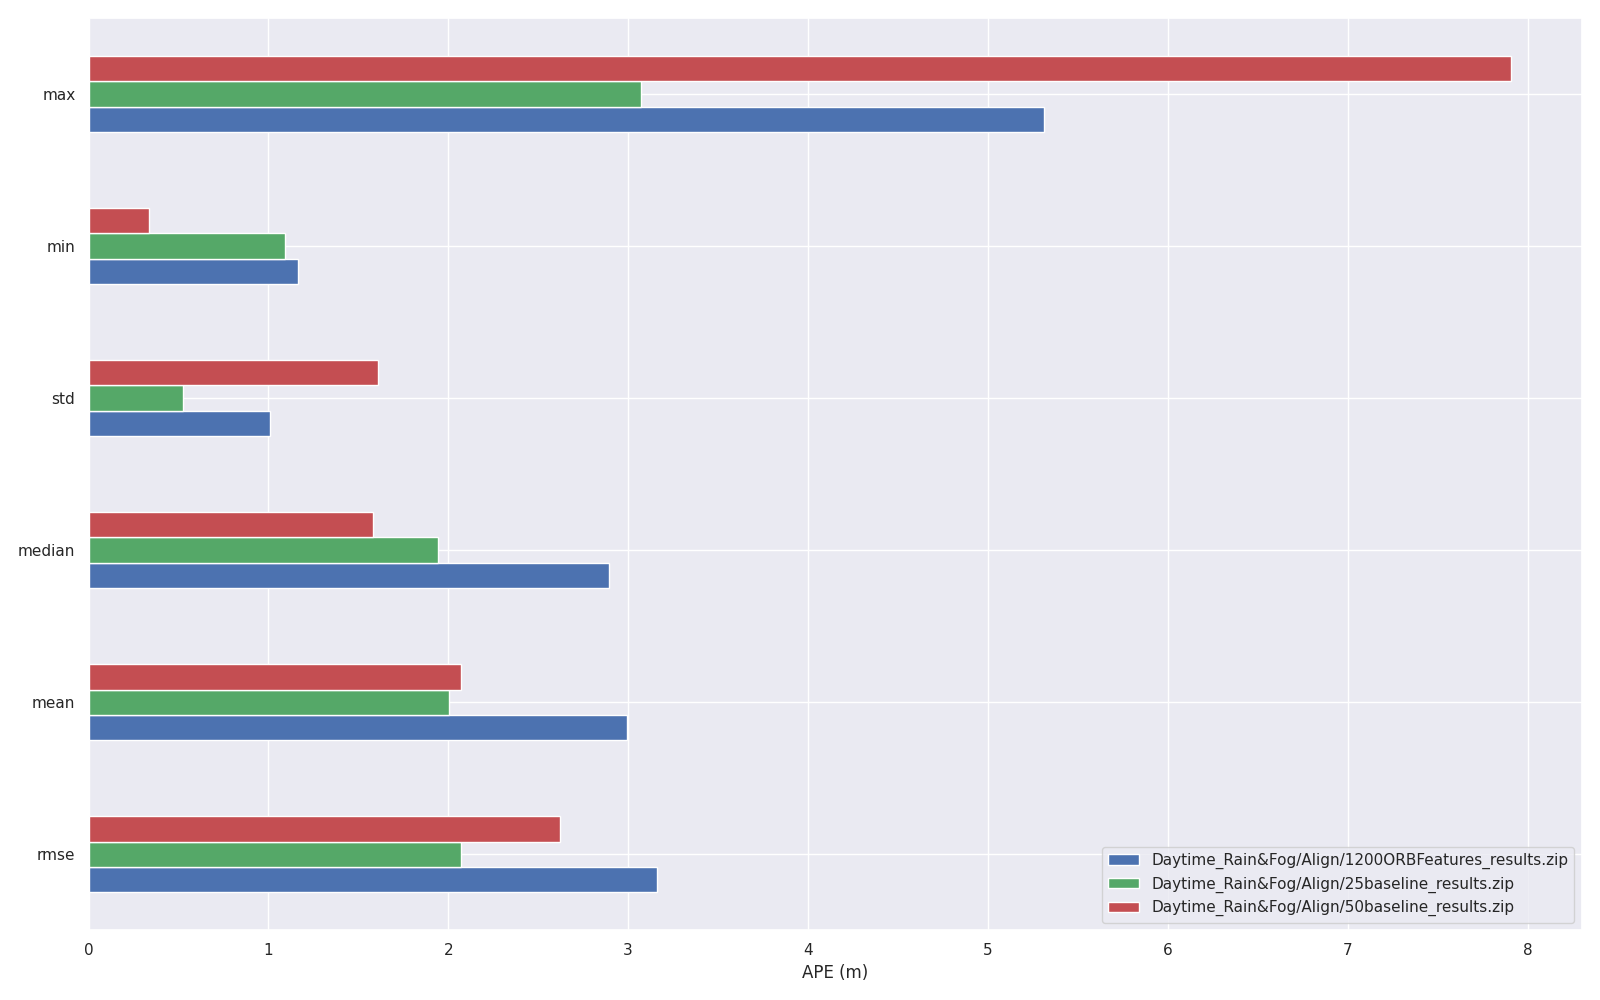 max
min
std
median
mean
rmse
Daytime_Rain&Fog/Align/1200ORBFeatures_results.zip
Daytime_Rain&Fog/Align/25baseline_results.zip
Daytime_Rain&Fog/Align/50baseline_results.zip
0 1 2 3 4 5 6 7 8
APE (m)